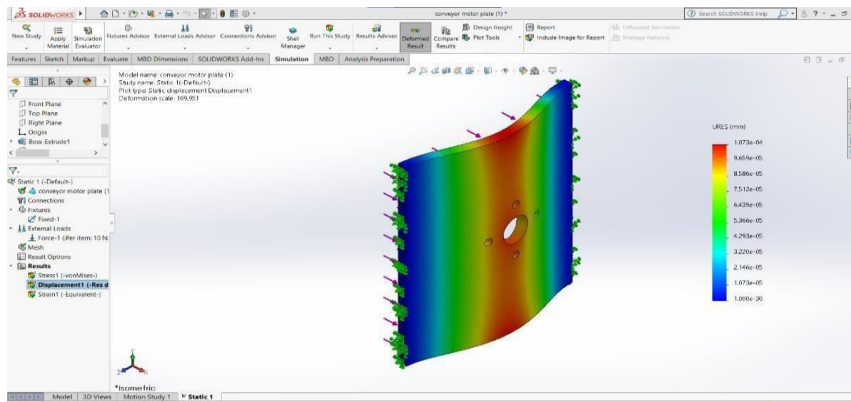 SOLIDWORKS
conveyor motor plate (1) *
Search SOLIDWORKS Help
New Study
Apply Material
Simulation Evaluator
Fixtures Advisor
External Loads Advisor
Connections Advisor
Shell Manager
Run This Study
Results Advisor
Deformed Result
Compare Results
Design Insight
Plot Tools
Report
Include Image for Report
Manage Network
Features Sketch Markup Evaluate MBD Dimensions SOLIDWORKS Add-Ins Simulation MBD Analysis Preparation
Model name: conveyor motor plate (1)
Study name: Static 1(-Default-)
Plot type: Static displacement Displacement1
Deformation scale: 109,951
Front Plane
Top Plane
Right Plane
Origin
Boss-Extrude1
Static 1 (-Default-)
conveyor motor plate (1
Connections
Fixtures
Fixed-1
External Loads
Force-1 (:Per item: 10 N:
Mesh
Result Options
Results
Stress1 (-vonMises-)
Displacement1 (-Res d
Strain1 (-Equivalent-)
URES (mm)
1.073e-04
9.659e-05
8.586e-05
7.512e-05
6.439e-05
5.366e-05
4.293e-05
3.220e-05
2.146e-05
1.073e-05
1.000e-30
*Isometric
Model 3D Views Motion Study 1 Static 1